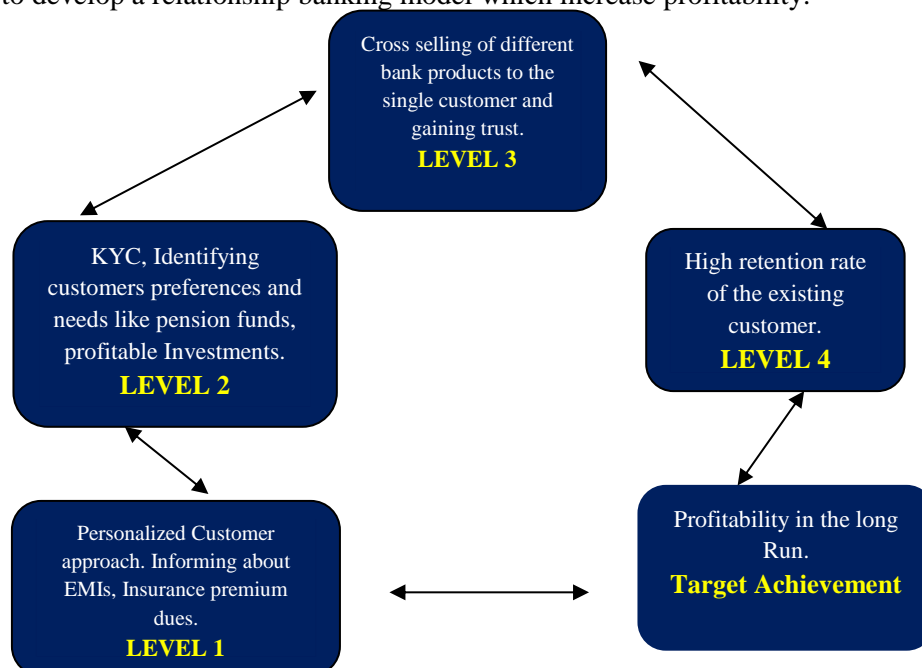 to develop a relationship banking model which increase profitability.
Cross selling of different
bank products to the
single customer and
gaining trust.
LEVEL 3
KYC, Identifying
customers preferences and
needs like pension funds,
profitable Investments.
LEVEL 2
High retention rate
of the existing
customer.
LEVEL 4
Personalized Customer
approach. Informing about
EMIs, Insurance premium
dues.
LEVEL 1
Profitability in the long
Run.
Target Achievement